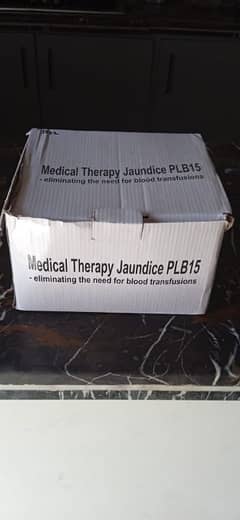 Medical Therapy Jaundice PLB15
- eliminating the need for blood transfusions
Medical Therapy Jaundice PLB15
- eliminating the need for blood transfusions